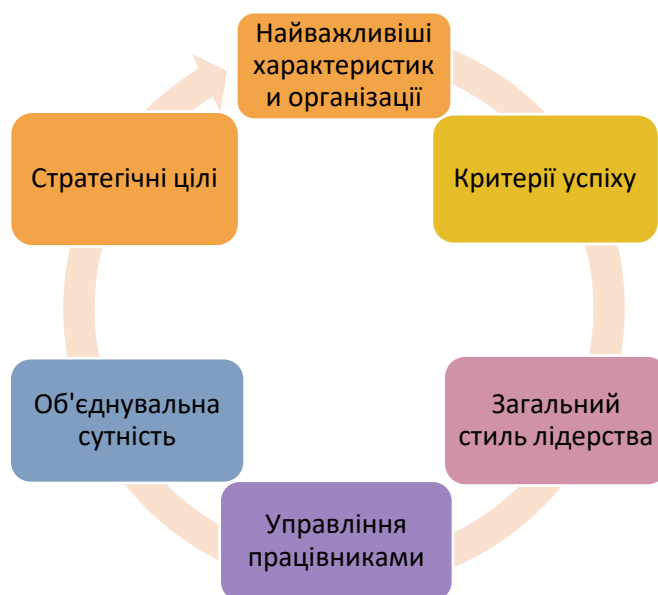 Найважливіші
характеристик
и організації
Критерії успіху
Загальний
стиль лідерства
Управління
працівниками
Об'єднувальна
сутність
Стратегічні цілі